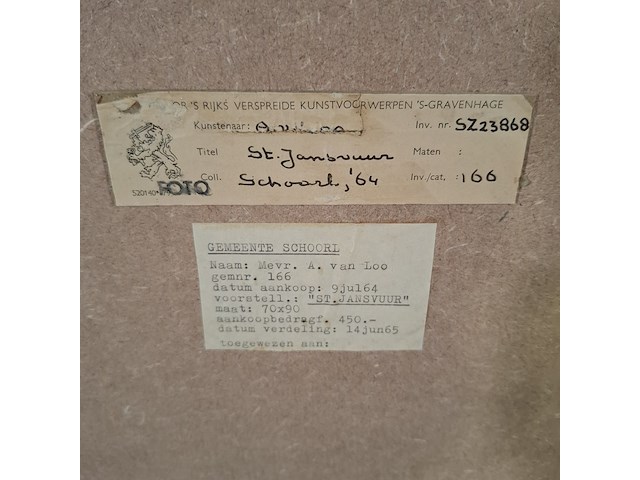 OR 'S RIJKS VERSPREIDE KUNSTVOORWERPEN 'S-GRAVENHAGE
Kunstenaar: A. Inv. nr. SZ23868
Titel St. Jansvuur Maten :
Coll. Schoorl, '64 Inv./cat. : 166
FOTO
GEMEENTE SCHOORL
Naam: Mevr. A. van Loo
gemnr. 166
datum aankoop: 9jul64
voorstell.: "ST.JANSVUUR"
maat: 70x90
aankoopbedragf. 450.-
datum verdeling: 14jun65
toegewezen aan: